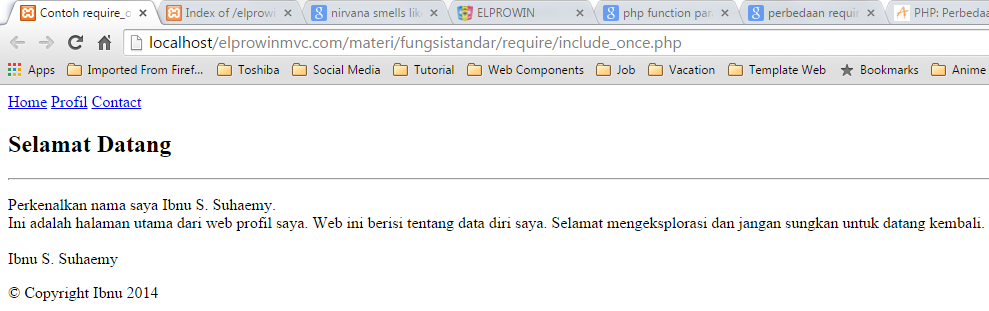 Contoh require_o Index of /elprowin nirvana smells lik ELPROWIN php function par perbedaan requir PHP: Perbedaa
localhost/elprowinmvc.com/materi/fungsistandar/require/include_once.php
Apps Imported From Firef... Toshiba Social Media Tutorial Web Components Job Vacation Template Web Bookmarks Anime
Home Profil Contact
Selamat Datang
Perkenalkan nama saya Ibnu S. Suhaemy.
Ini adalah halaman utama dari web profil saya. Web ini berisi tentang data diri saya. Selamat mengeksplorasi dan jangan sungkan untuk datang kembali.
Ibnu S. Suhaemy
© Copyright Ibnu 2014